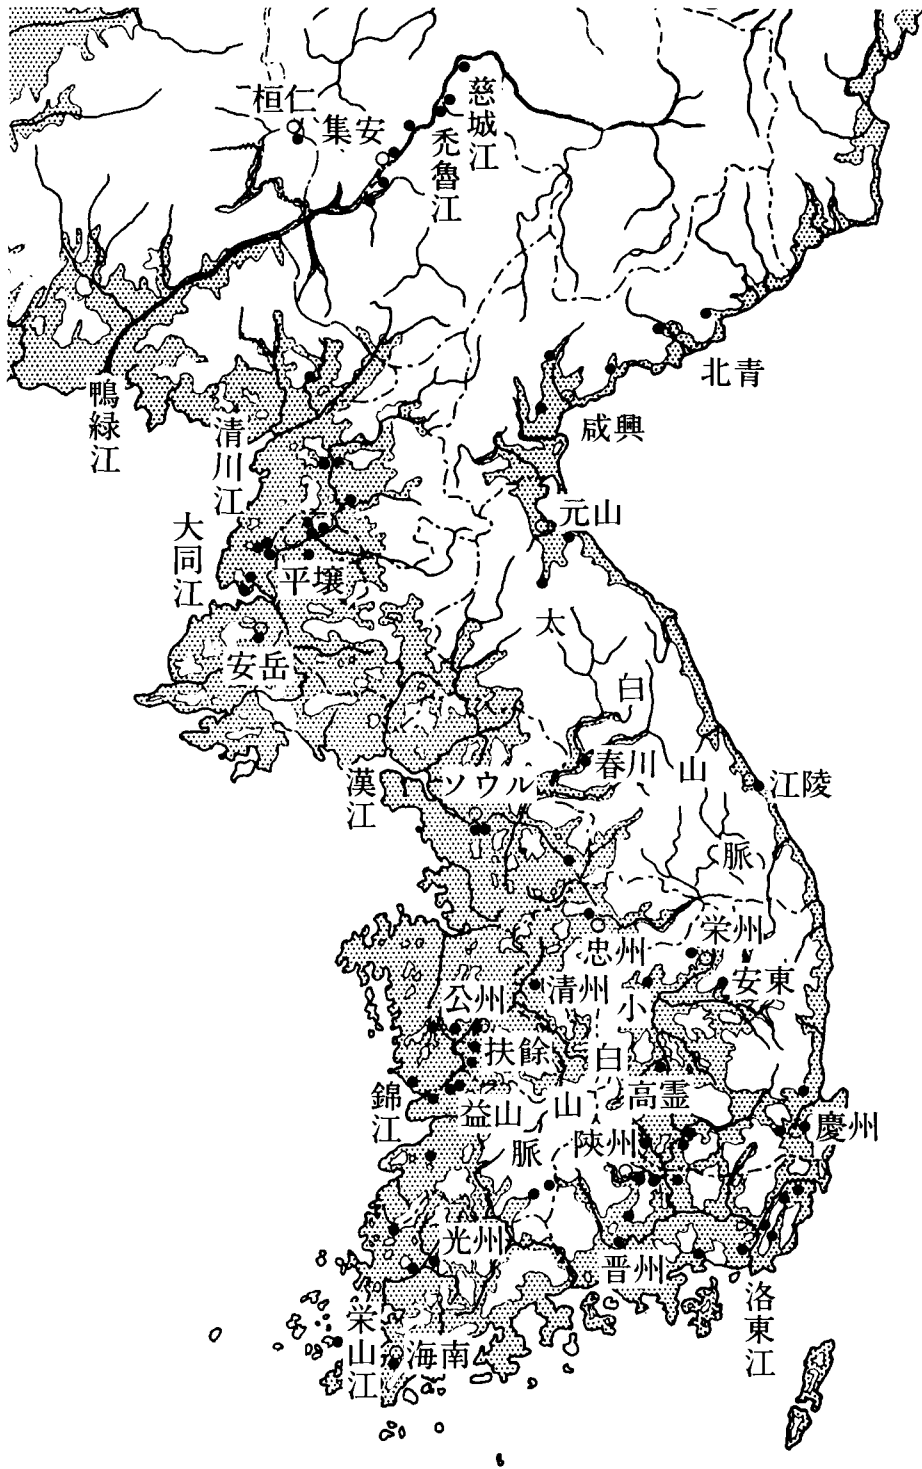 桓仁
集安
慈城江
禿魯江
鴨緑江
清川江
北青
咸興
元山
大同江
平壌
安岳
太白山脈
春川
ソウル
漢江
江陵
栄州
忠州
安東
清州
公州
扶餘
小白山脈
高霊
錦江
益山
陜州
慶州
光州
晋州
洛東江
栄山江
海南